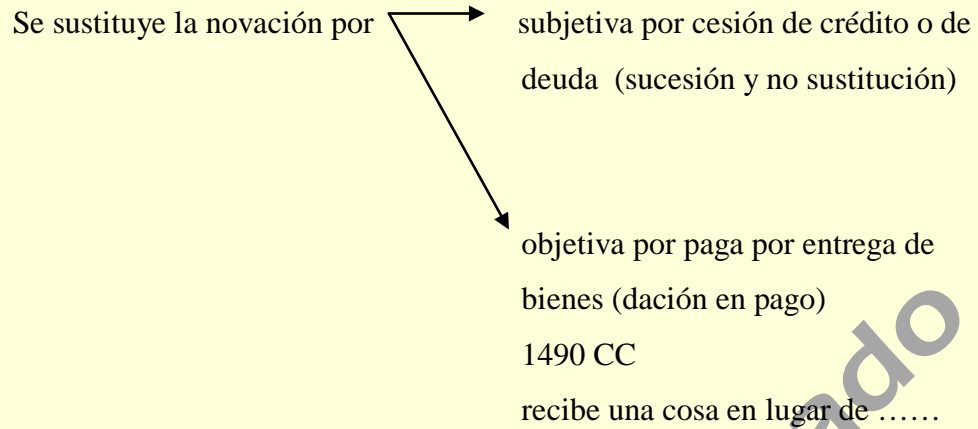 Se sustituye la novación por subjetiva por cesión de crédito o de
deuda (sucesión y no sustitución)
objetiva por paga por entrega de
bienes (dación en pago)
1490 CC
recibe una cosa en lugar de ……